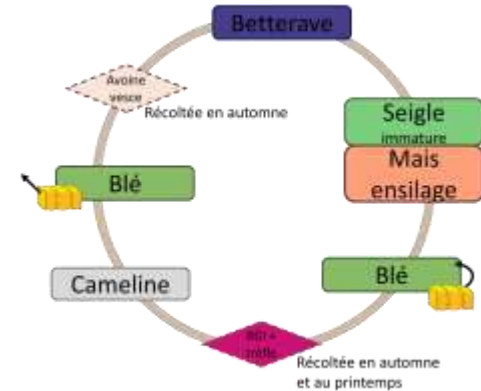 Betterave
Avoine
vesce
Récoltée en automne
Seigle
immature
Mais
ensilage
Blé
Blé
Cameline
Récoltée en automne
et au printemps